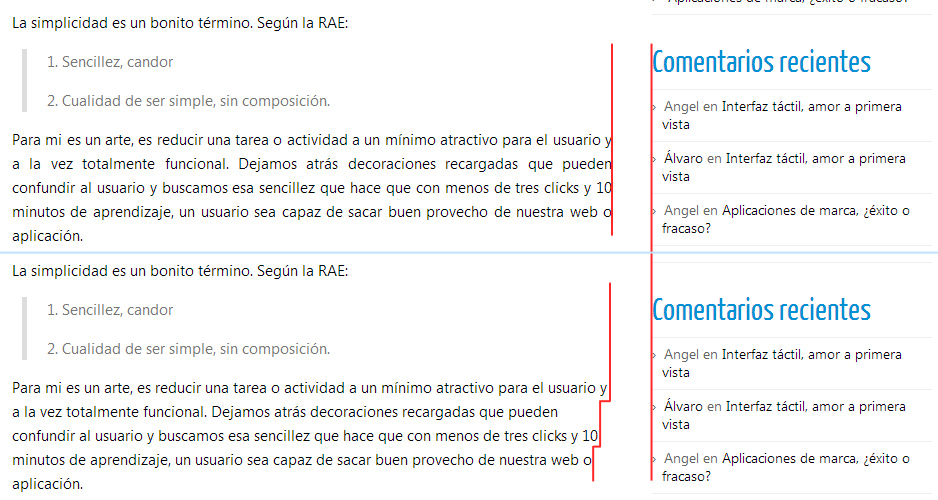 La simplicidad es un bonito término. Según la RAE:
1. Sencillez, candor
2. Cualidad de ser simple, sin composición.
Para mi es un arte, es reducir una tarea o actividad a un mínimo atractivo para el usuario y
a la vez totalmente funcional. Dejamos atrás decoraciones recargadas que pueden
confundir al usuario y buscamos esa sencillez que hace que con menos de tres clicks y 10
minutos de aprendizaje, un usuario sea capaz de sacar buen provecho de nuestra web o
aplicación.
Comentarios recientes
› Angel en Interfaz táctil, amor a primera
vista
› Álvaro en Interfaz táctil, amor a primera
vista
› Angel en Aplicaciones de marca, ¿éxito o
fracaso?
La simplicidad es un bonito término. Según la RAE:
1. Sencillez, candor
2. Cualidad de ser simple, sin composición.
Para mi es un arte, es reducir una tarea o actividad a un mínimo atractivo para el usuario y
a la vez totalmente funcional. Dejamos atrás decoraciones recargadas que pueden
confundir al usuario y buscamos esa sencillez que hace que con menos de tres clicks y 10
minutos de aprendizaje, un usuario sea capaz de sacar buen provecho de nuestra web o
aplicación.
Comentarios recientes
› Angel en Interfaz táctil, amor a primera
vista
› Álvaro en Interfaz táctil, amor a primera
vista
› Angel en Aplicaciones de marca, ¿éxito o
fracaso?